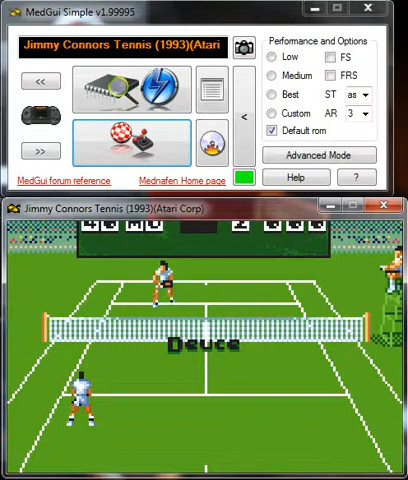 MedGui Simple v1.99995
Jimmy Connors Tennis (1993)(Atari
Performance and Options
Low
FS
Medium
FRS
Best
ST
as
Custom
AR
3
Default rom
<<
>>
<
Advanced Mode
Help
?
MedGui forum reference
Mednafen Home page
Jimmy Connors Tennis (1993)(Atari Corp)
Deuce